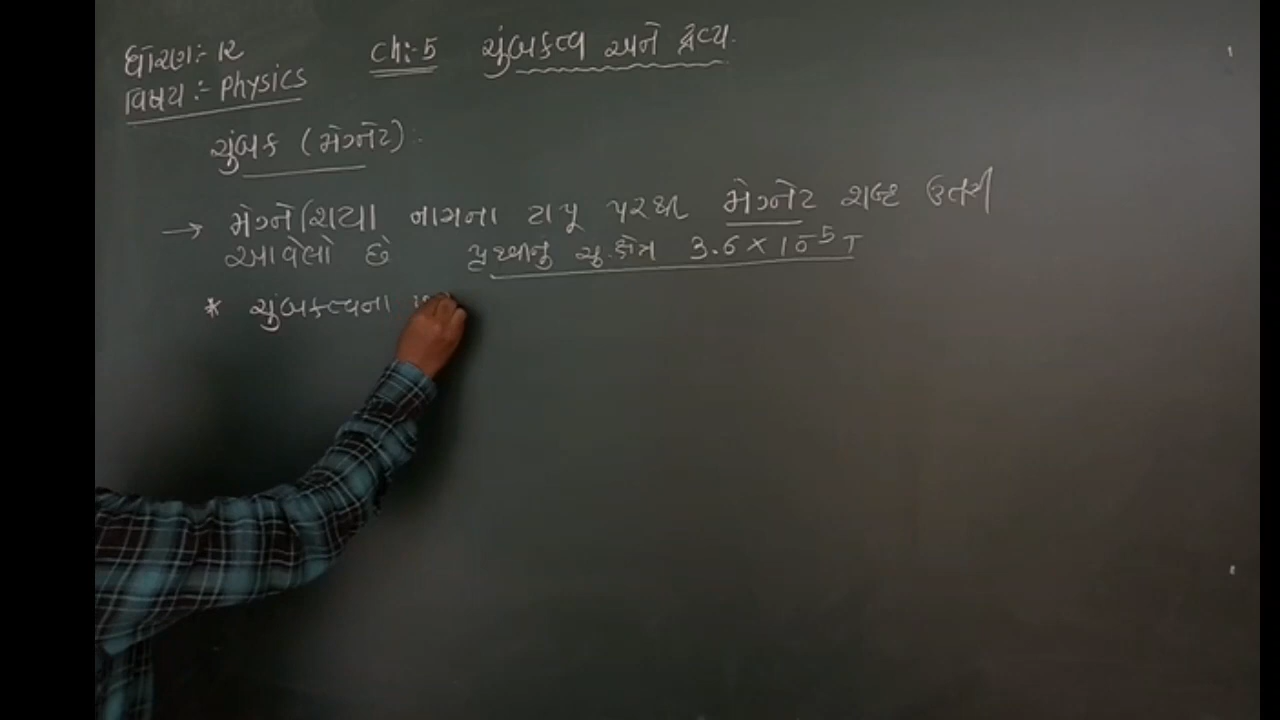 ધોરણ:- 12
વિષય :- Physics
Ch:-5 ચુંબકત્વ અને દ્રવ્ય.
ચુંબક (મેગ્નેટ) :-
→ મેગ્નેશિયા નામના ટાપૂ પરથી મેગ્નેટ શબ્દ ઉતરી
આવેલો છે
પૃથ્વીનું ચુ.ક્ષેત્ર 3.6 × 10⁻⁵ T
* ચુંબકત્વના